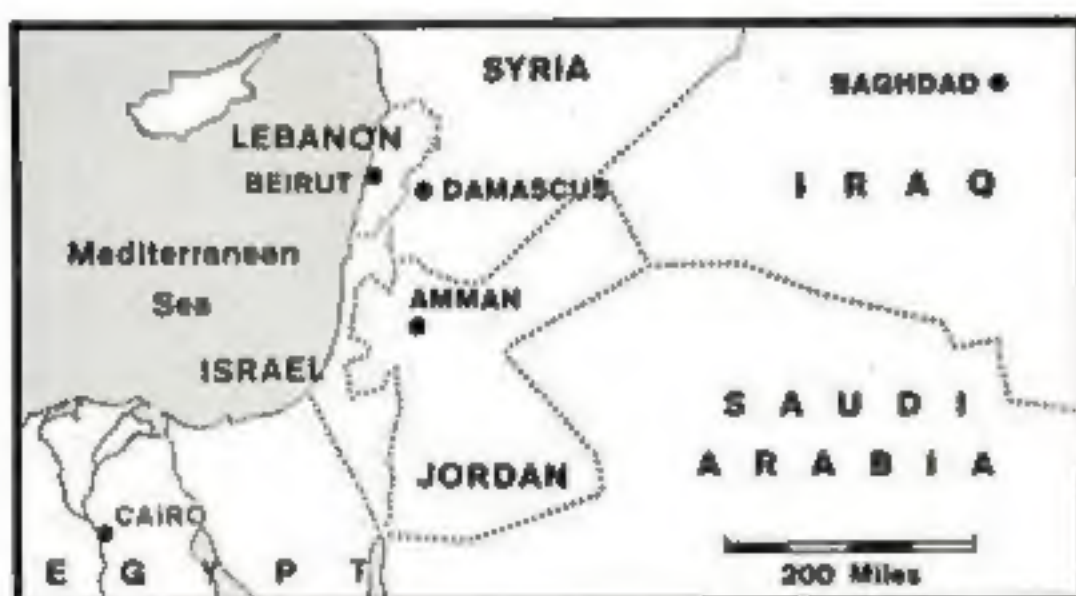 SYRIA
BAGHDAD
LEBANON
BEIRUT
DAMASCUS
I R A Q
Mediterranean
Sea
AMMAN
ISRAEL
S A U D I
A R A B I A
JORDAN
CAIRO
E G Y P T
200 Miles